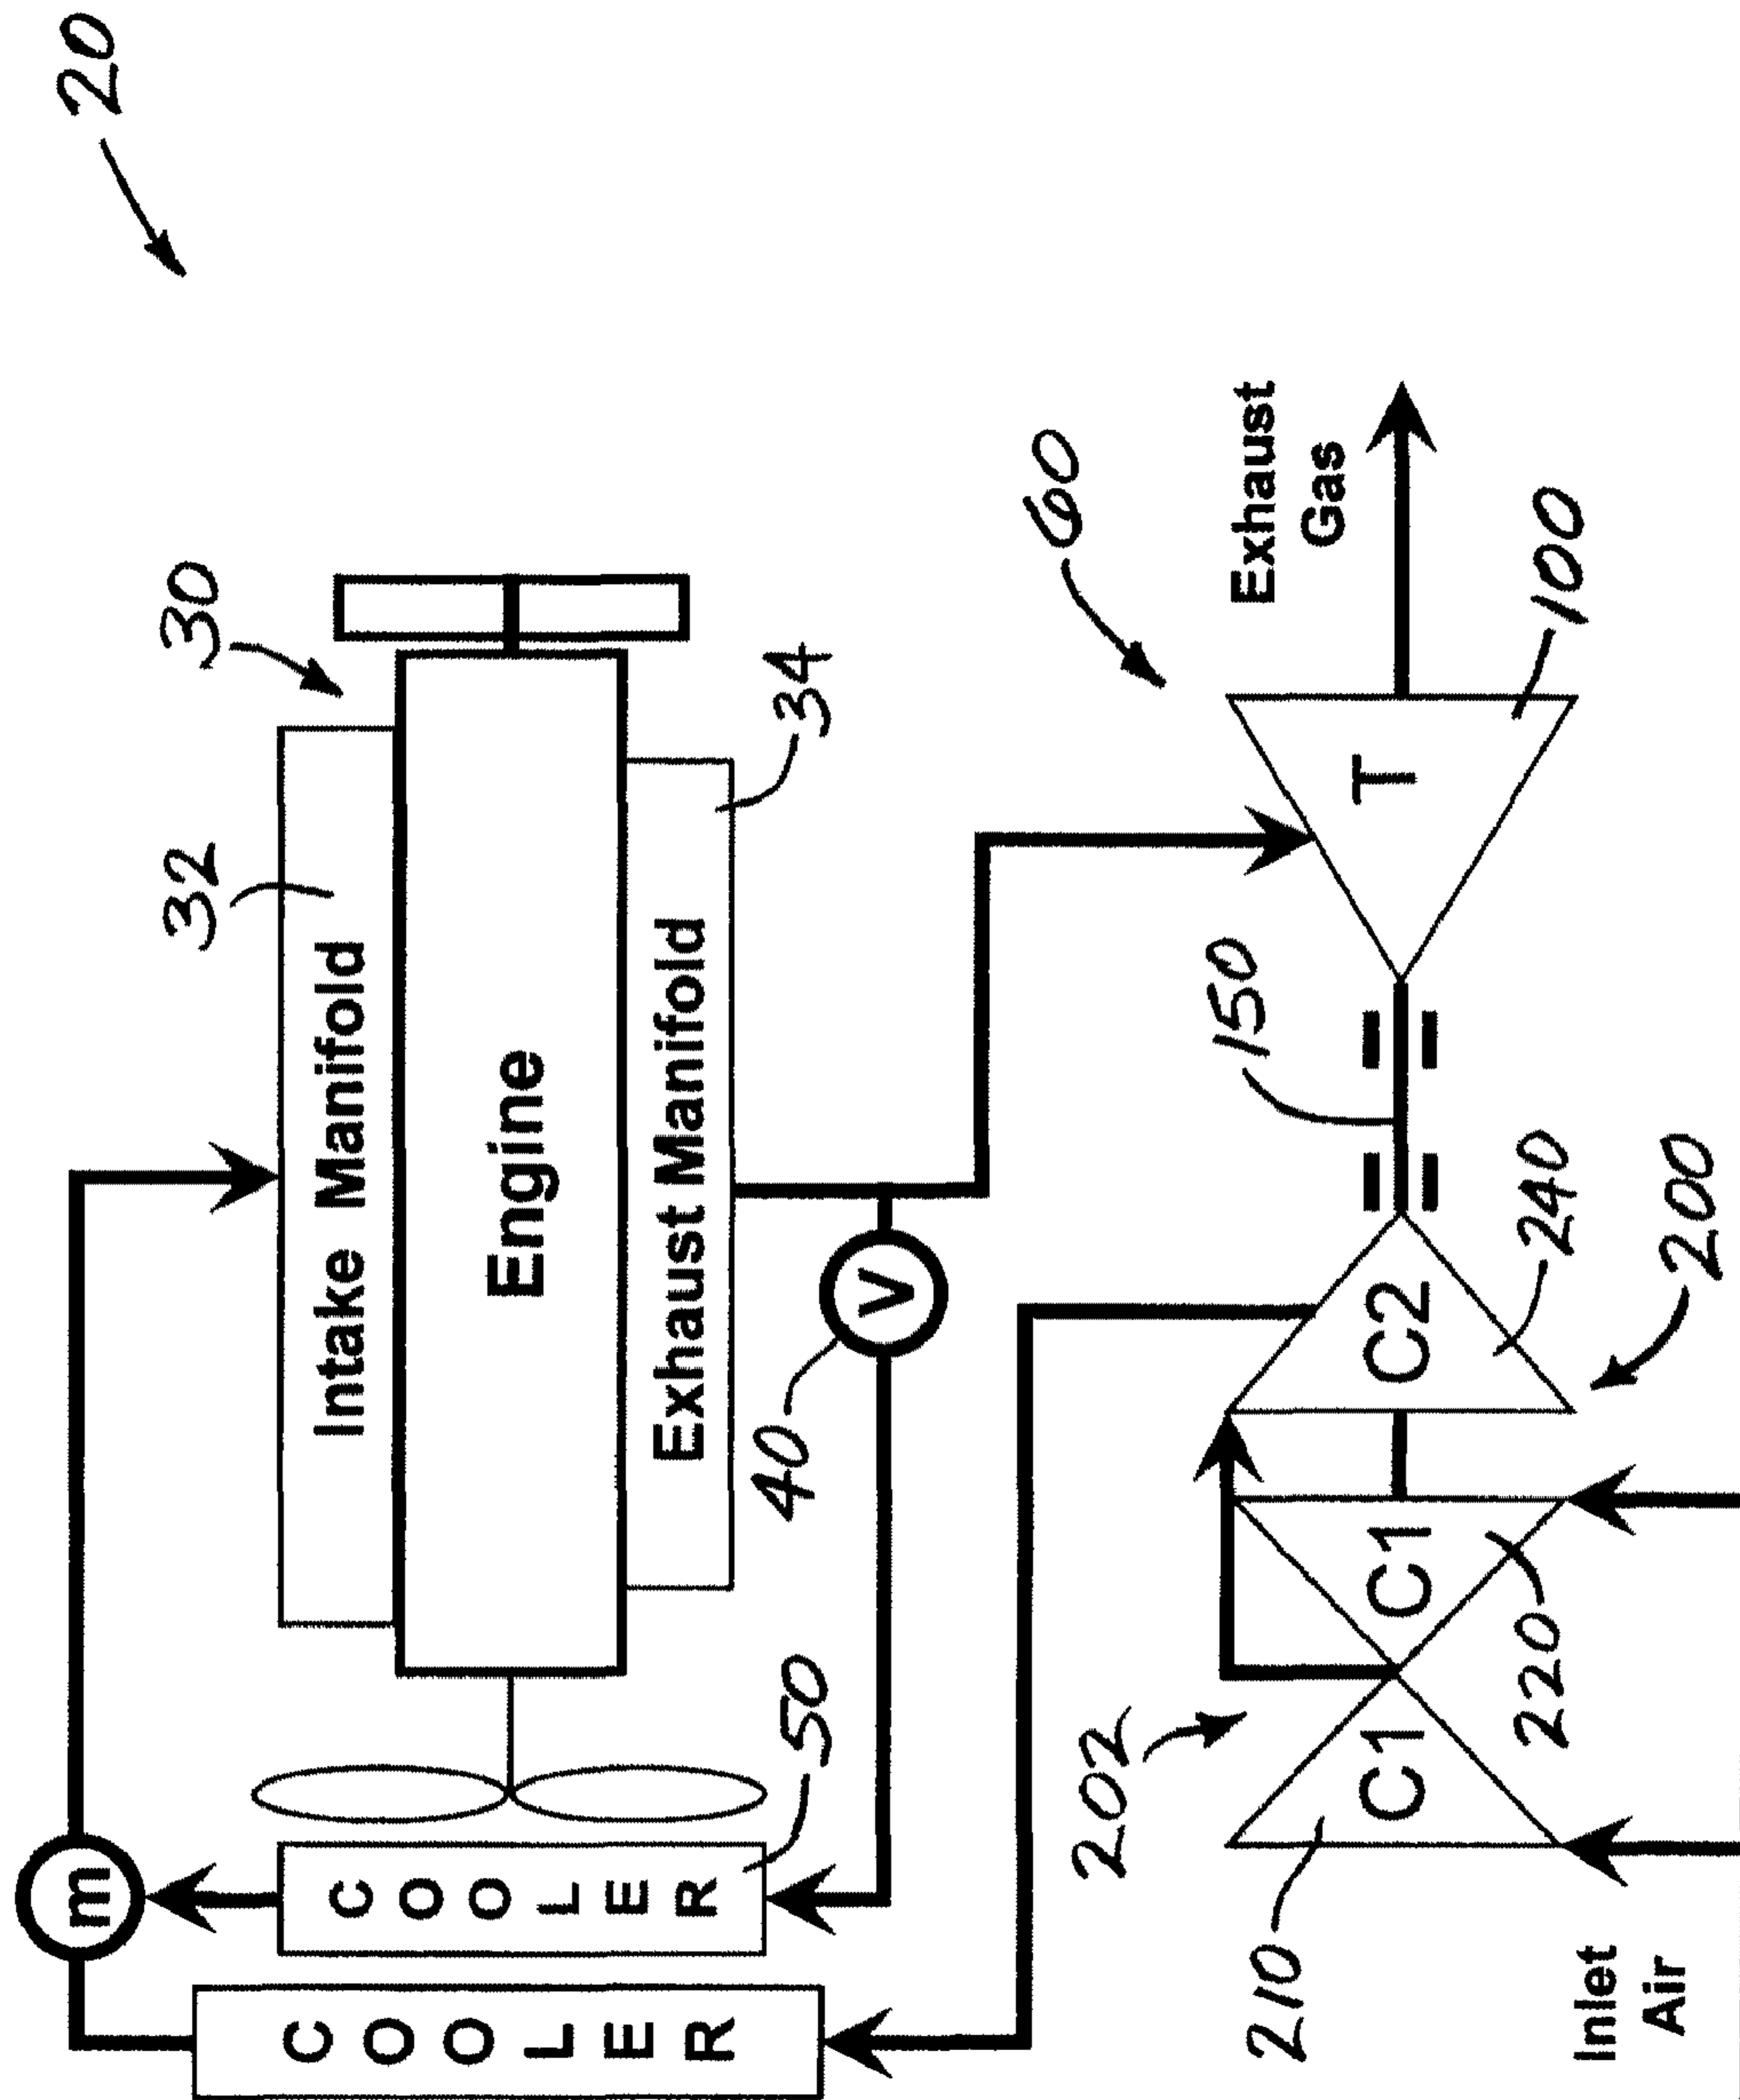 20
30
32
Intake Manifold
Engine
Exhaust Manifold
34
m
COOLER
COOLER
50
40
V
60
Exhaust
Gas
T
100
150
C2
240
200
202
C1
C1
220
210
Inlet
Air